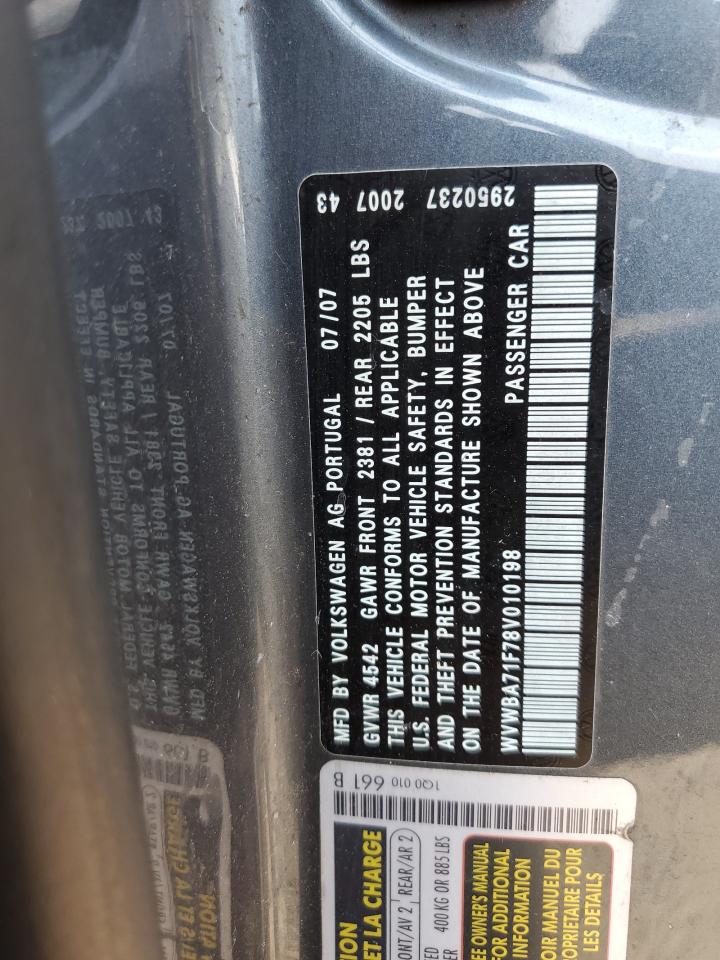 MFD BY VOLKSWAGEN AG PORTUGAL 07/07
GVWR 4542 GAWR FRONT 2381 / REAR 2205 LBS
THIS VEHICLE CONFORMS TO ALL APPLICABLE
U.S. FEDERAL MOTOR VEHICLE SAFETY, BUMPER
AND THEFT PREVENTION STANDARDS IN EFFECT
ON THE DATE OF MANUFACTURE SHOWN ABOVE
WVWBA71F78V010198 PASSENGER CAR
2950237 2007 43
1Q0 010 661 B
ET LA CHARGE
AV 2 REAR/AR 2
400 KG OR 885 LBS
OWNER'S MANUAL
FOR ADDITIONAL
INFORMATION
MANUEL DU
PROPRIETAIRE POUR
LES DETAILS